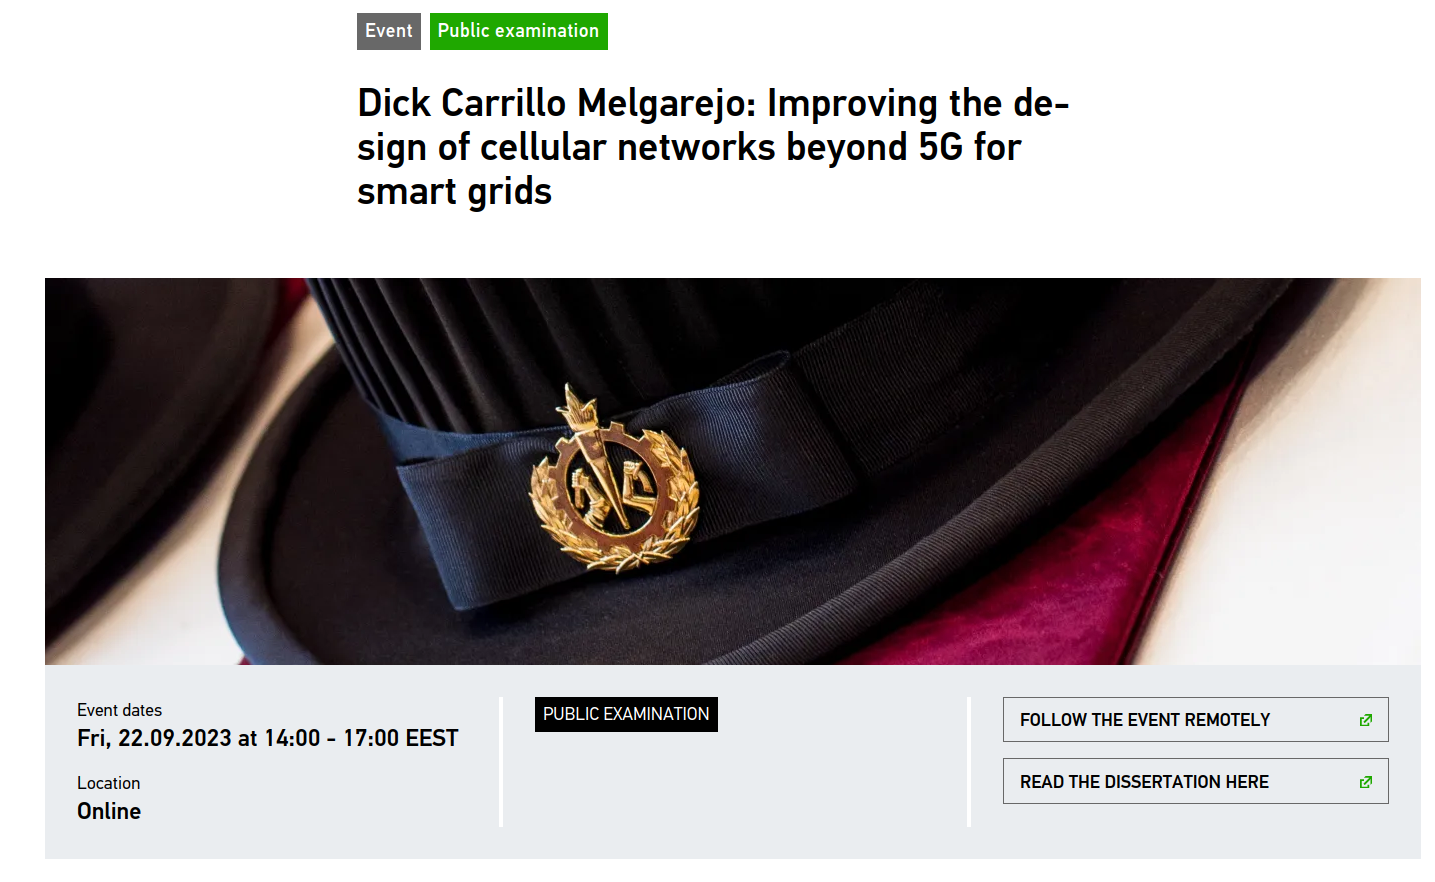 Event
Public examination
Dick Carrillo Melgarejo: Improving the de-
sign of cellular networks beyond 5G for
smart grids
Event dates
Fri, 22.09.2023 at 14:00 - 17:00 EEST
Location
Online
PUBLIC EXAMINATION
FOLLOW THE EVENT REMOTELY
READ THE DISSERTATION HERE